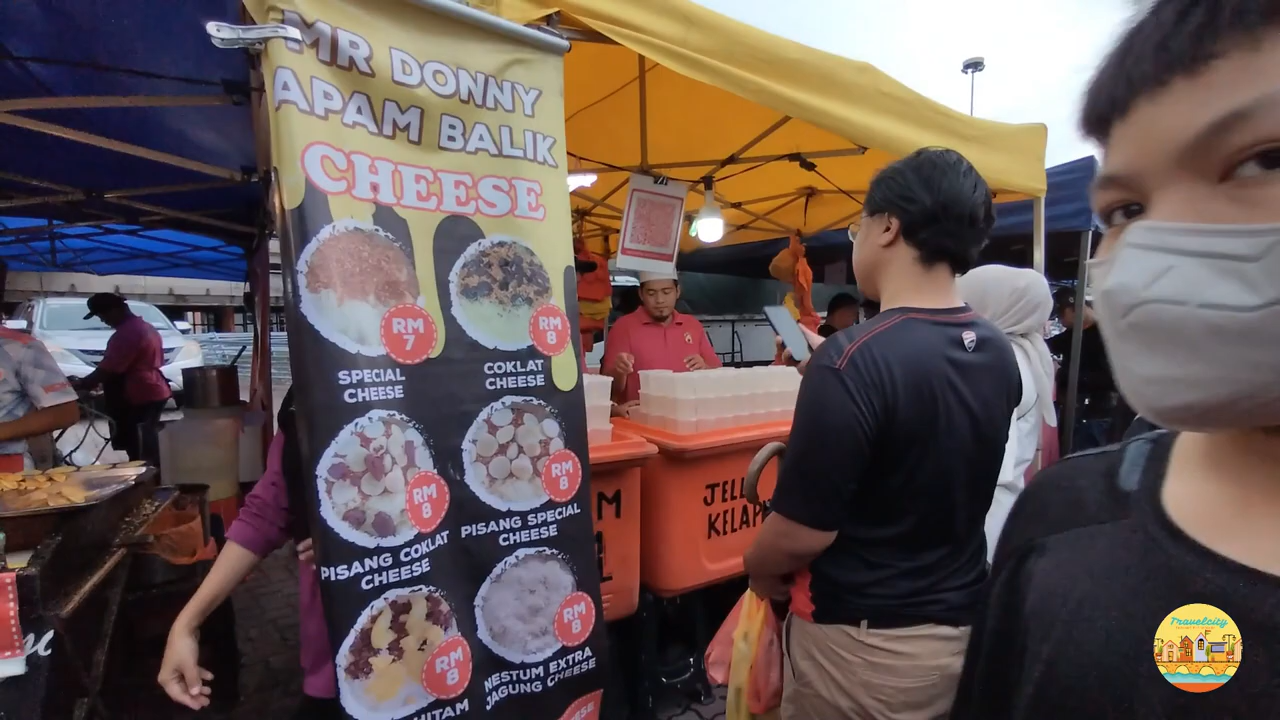 MR DONNY
APAM BALIK
CHEESE
RM
7
SPECIAL
CHEESE
RM
8
COKLAT
CHEESE
RM
8
PISANG COKLAT
CHEESE
RM
8
PISANG SPECIAL
CHEESE
RM
8
HITAM
RM
8
NESTUM EXTRA
JAGUNG CHEESE
JELL
KELAPA
Travelcity